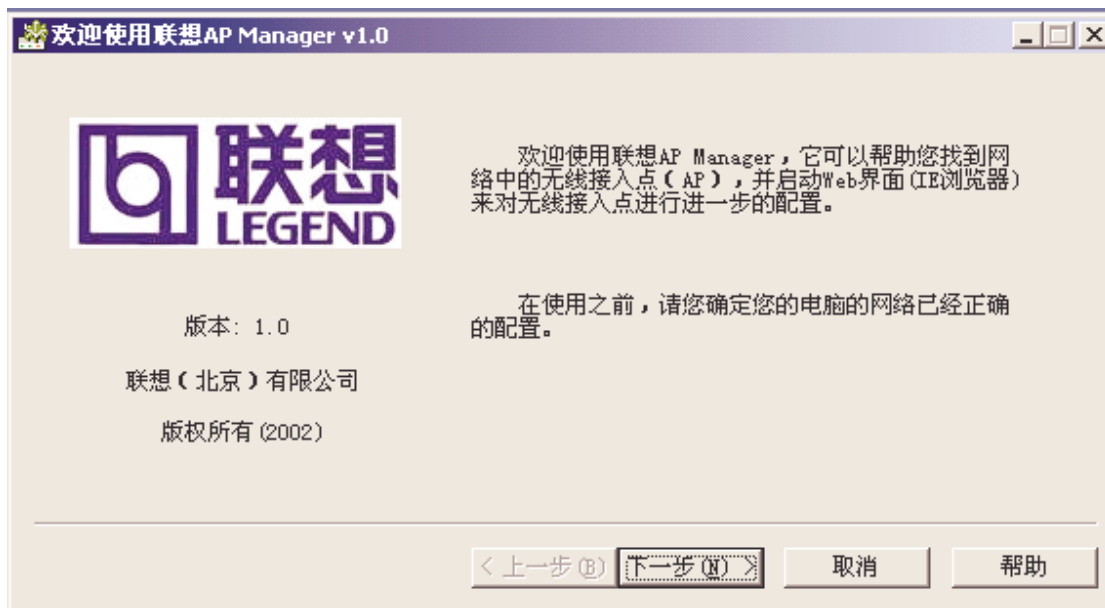 欢迎使用联想AP Manager v1.0
联想
LEGEND
版本: 1.0
联想(北京)有限公司
版权所有(2002)
欢迎使用联想AP Manager,它可以帮助您找到网
络中的无线接入点(AP),并启动Web界面(IE浏览器)
来对无线接入点进行进一步的配置。
在使用之前,请您确定您的电脑的网络已经正确
的配置。
< 上一步(B)
下一步(N) >
取消
帮助